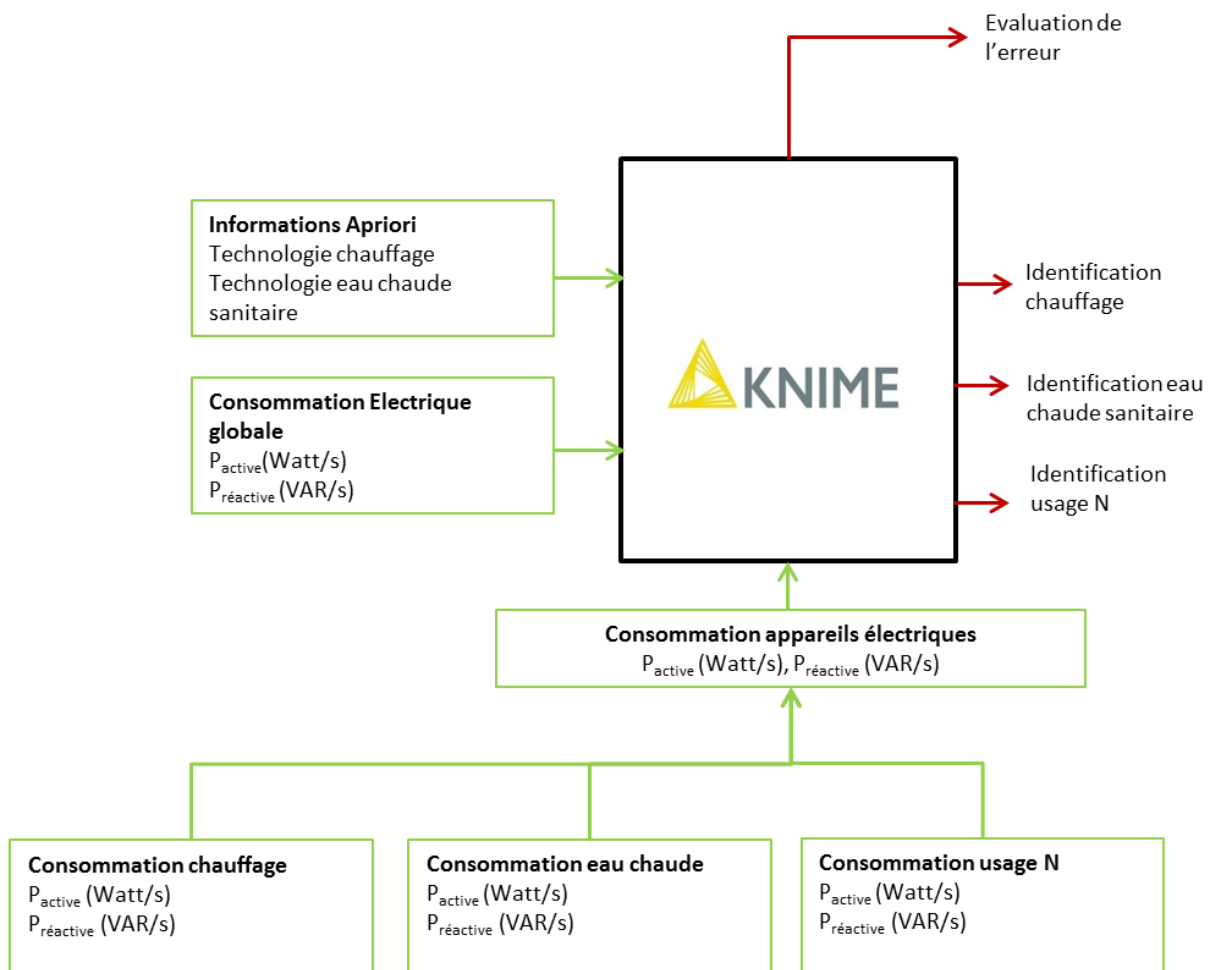 Evaluation de
l'erreur
Informations Apriori
Technologie chauffage
Technologie eau chaude
sanitaire
Identification
chauffage
KNIME
Consommation Electrique
globale
Pactive(Watt/s)
Préactive (VAR/s)
Identification eau
chaude sanitaire
Identification
usage N
Consommation appareils électriques
Pactive (Watt/s), Préactive (VAR/s)
Consommation chauffage
Pactive (Watt/s)
Préactive (VAR/s)
Consommation eau chaude
Pactive (Watt/s)
Préactive (VAR/s)
Consommation usage N
Pactive (Watt/s)
Préactive (VAR/s)